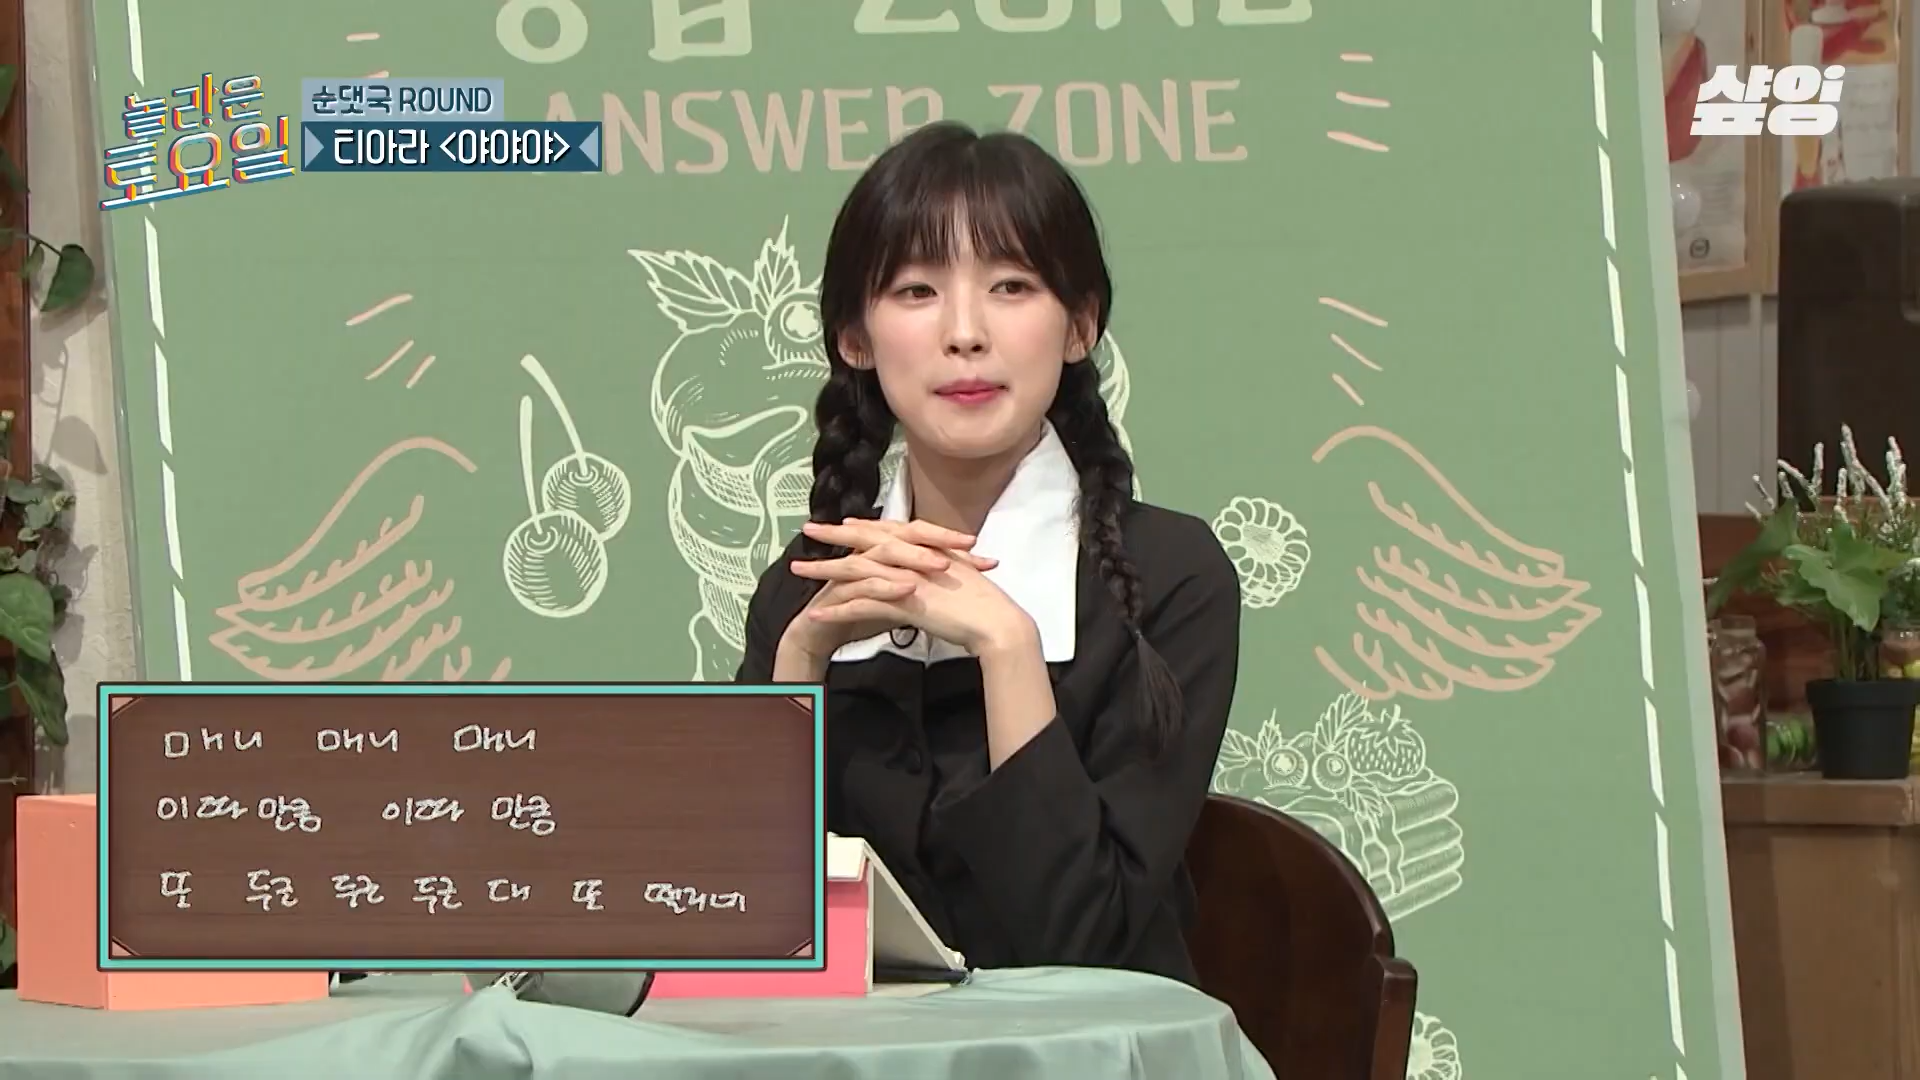 정답 ZONE
ANSWER ZONE
놀라운 토요일
순댓국 ROUND
티아라 <야야야>
샾잉
매니 매니 매니
이따 만큼 이따 만큼
또 두근 두근 두근 대 또 떨리네